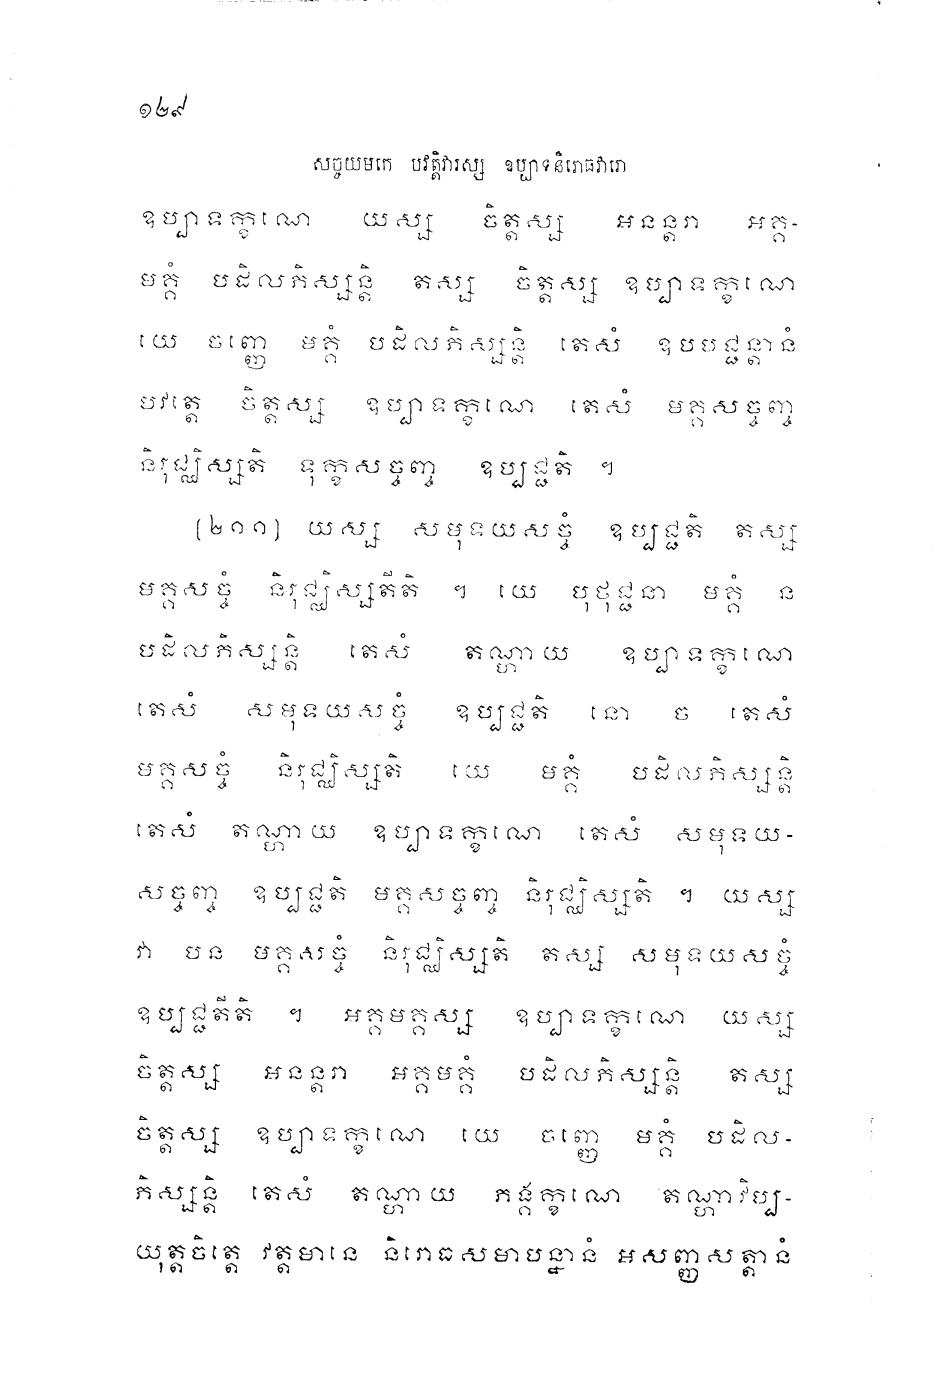 ១២៩
សច្ចយមកេ បវត្តិវារស្ស ឧប្បាទនិរោធវារោ
ឧប្បាទក្ខណេ យស្ស ចិត្តស្ស អនន្តរា អគ្គ-
មគ្គំ បដិលភិស្សន្តិ តស្ស ចិត្តស្ស ឧប្បាទក្ខណេ
យេ ចញ្ញេ មគ្គំ បដិលភិស្សន្តិ តេសំ ឧបបជ្ជន្តានំ
បវត្តេ ចិត្តស្ស ឧប្បាទក្ខណេ តេសំ មគ្គសច្ចញ្ច
និរុជ្ឈិស្សតិ ទុក្ខសច្ចញ្ច ឧប្បជ្ជតិ ។
(២០១) យស្ស សមុទយសច្ចំ ឧប្បជ្ជតិ តស្ស
មគ្គសច្ចំ និរុជ្ឈិស្សតីតិ ។ យេ បុថុជ្ជនា មគ្គំ ន
បដិលភិស្សន្តិ តេសំ តណ្ហាយ ឧប្បាទក្ខណេ
តេសំ សមុទយសច្ចំ ឧប្បជ្ជតិ នោ ច តេសំ
មគ្គសច្ចំ និរុជ្ឈិស្សតិ យេ មគ្គំ បដិលភិស្សន្តិ
តេសំ តណ្ហាយ ឧប្បាទក្ខណេ តេសំ សមុទយ-
សច្ចញ្ច ឧប្បជ្ជតិ មគ្គសច្ចញ្ច និរុជ្ឈិស្សតិ ។ យស្ស
វា បន មគ្គសច្ចំ និរុជ្ឈិស្សតិ តស្ស សមុទយសច្ចំ
ឧប្បជ្ជតីតិ ។ អគ្គមគ្គស្ស ឧប្បាទក្ខណេ យស្ស
ចិត្តស្ស អនន្តរា អគ្គមគ្គំ បដិលភិស្សន្តិ តស្ស
ចិត្តស្ស ឧប្បាទក្ខណេ យេ ចញ្ញេ មគ្គំ បដិល-
ភិស្សន្តិ តេសំ តណ្ហាយ ភង្គក្ខណេ តណ្ហាវិប្ប-
យុត្តចិត្តេ វត្តមានេ និរោធសមាបន្នានំ អសញ្ញសត្តានំ